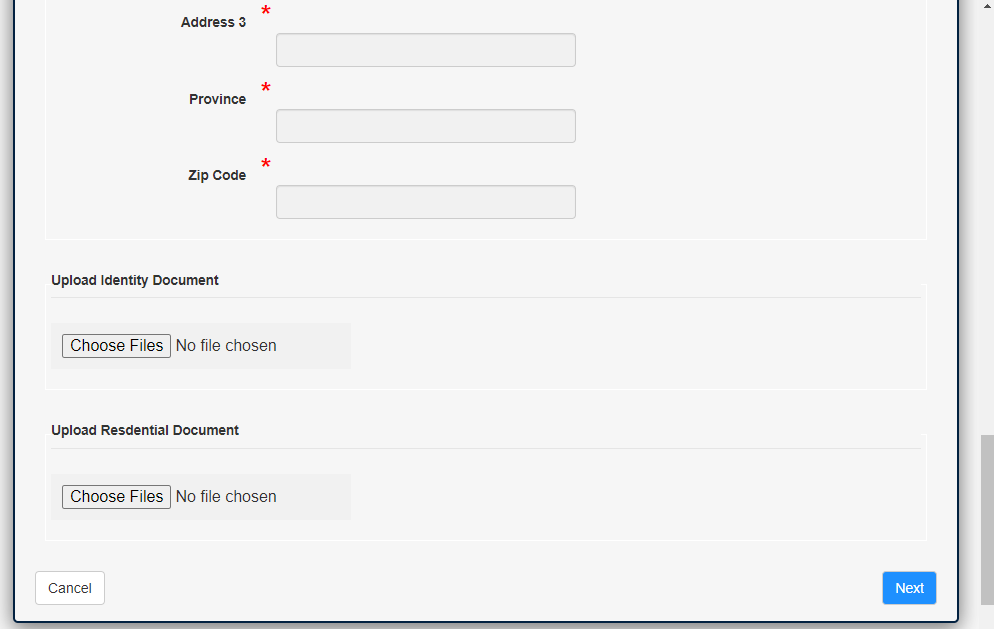 Address 3 *
Province *
Zip Code *
Upload Identity Document
Choose Files No file chosen
Upload Resdential Document
Choose Files No file chosen
Cancel Next